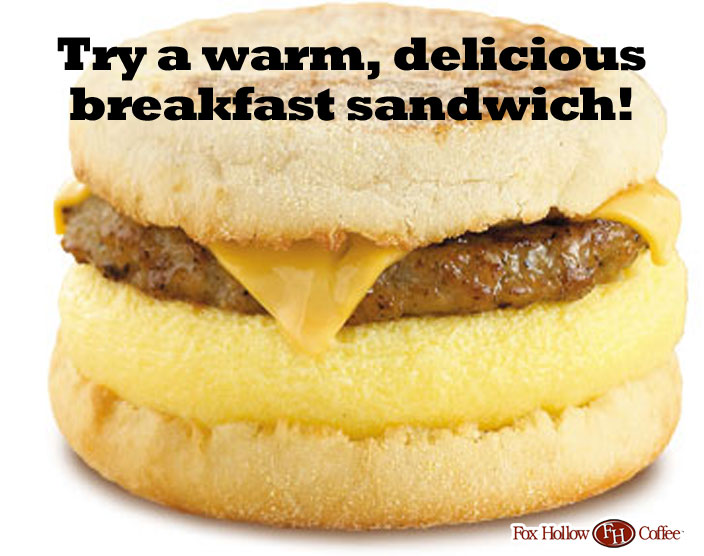 Try a warm, delicious
breakfast sandwich!
Fox Hollow FH Coffee